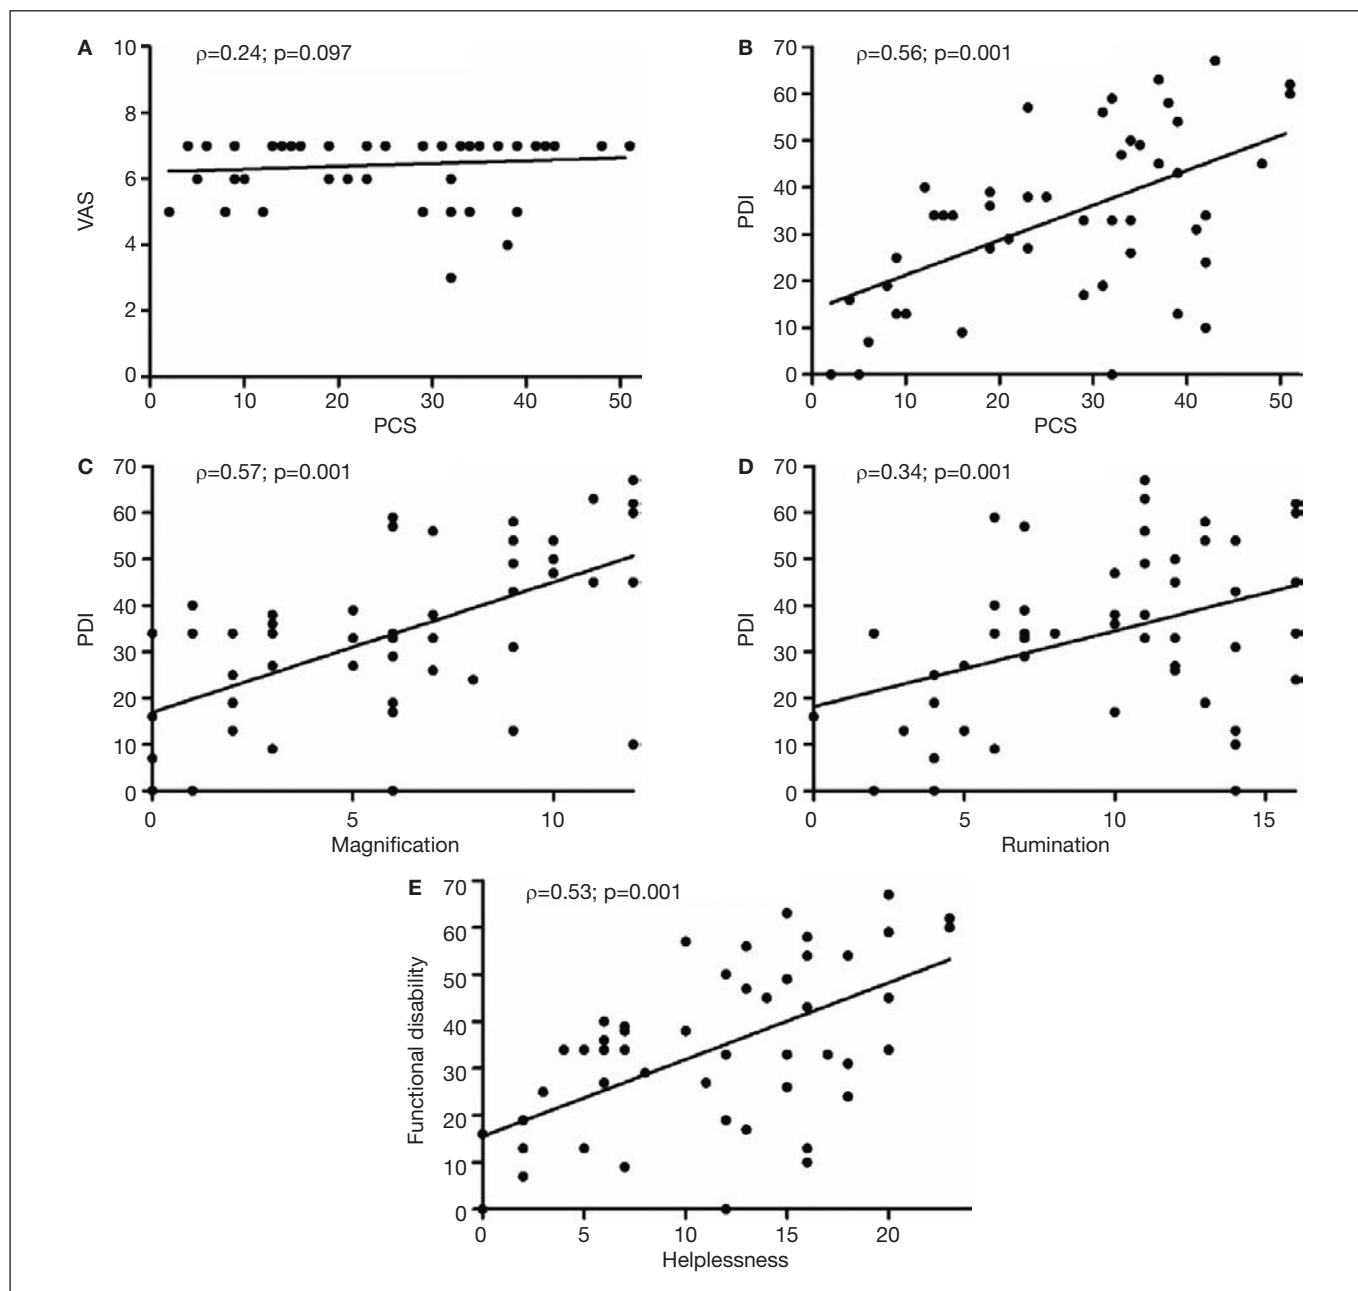 A
ρ=0.24; p=0.097
10
8
6
4
2
0
VAS
0 10 20 30 40 50
PCS
B
ρ=0.56; p=0.001
70
60
50
40
30
20
10
0
PDI
0 10 20 30 40 50
PCS
C
ρ=0.57; p=0.001
70
60
50
40
30
20
10
0
PDI
0 5 10
Magnification
D
ρ=0.34; p=0.001
70
60
50
40
30
20
10
0
PDI
0 5 10 15
Rumination
E
ρ=0.53; p=0.001
70
60
50
40
30
20
10
0
Functional disability
0 5 10 15 20
Helplessness